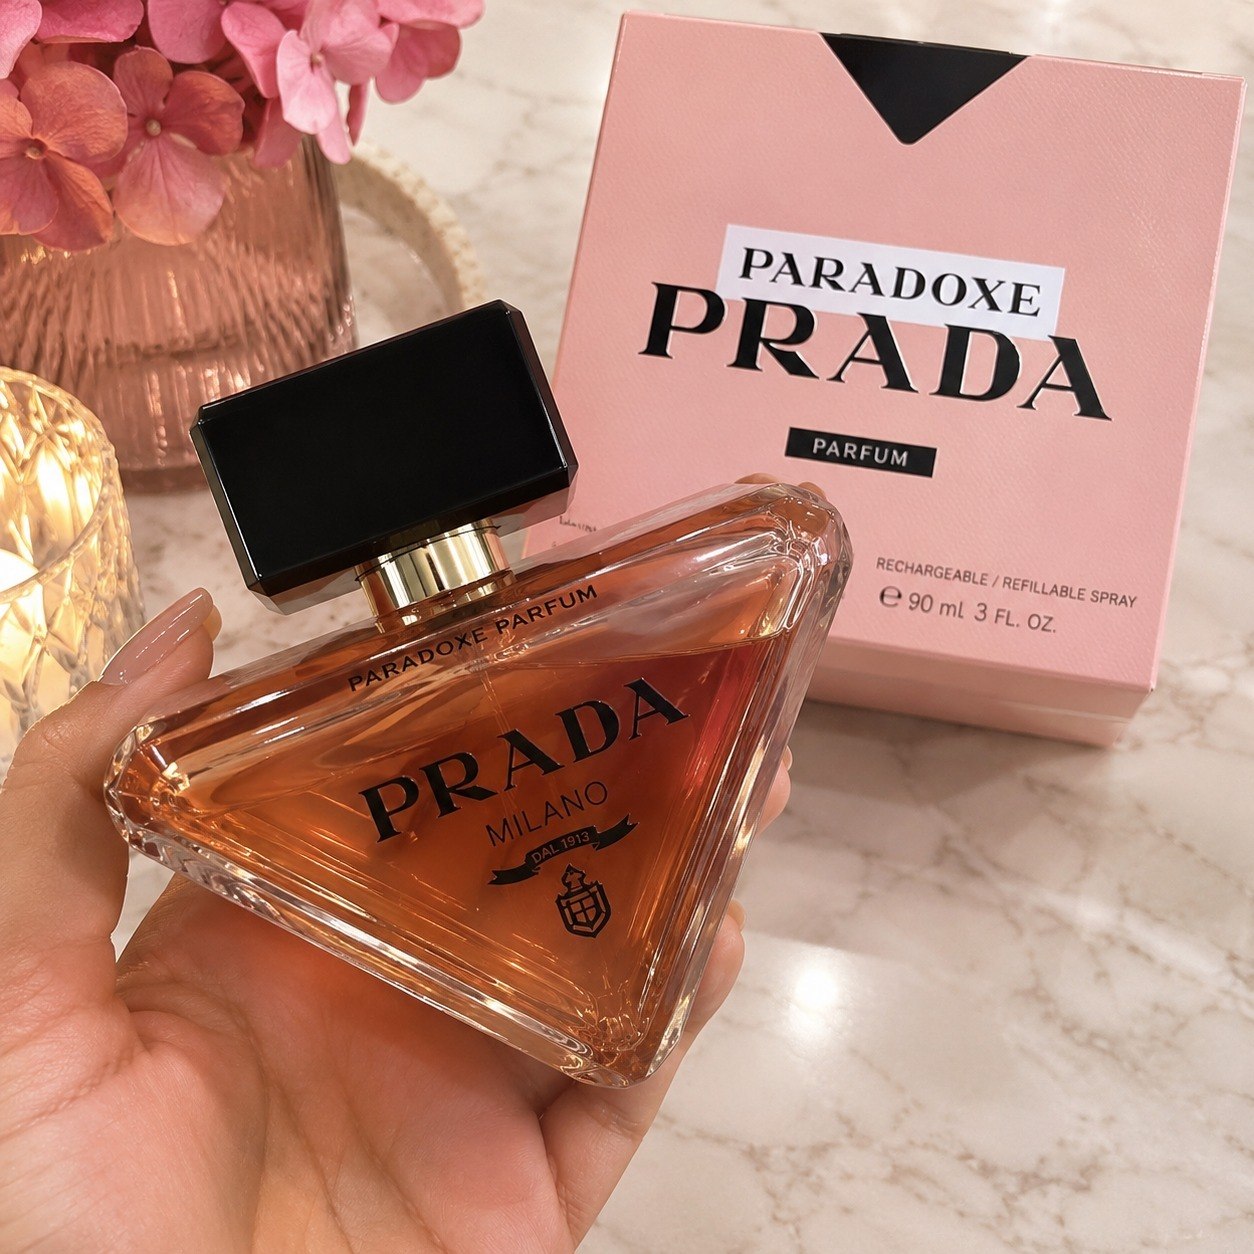 PARADOXE
PRADA
PARFUM
RECHARGEABLE / REFILLABLE SPRAY
℮ 90 ml 3 FL. OZ.
PARADOXE PARFUM
PRADA
MILANO
DAL 1913